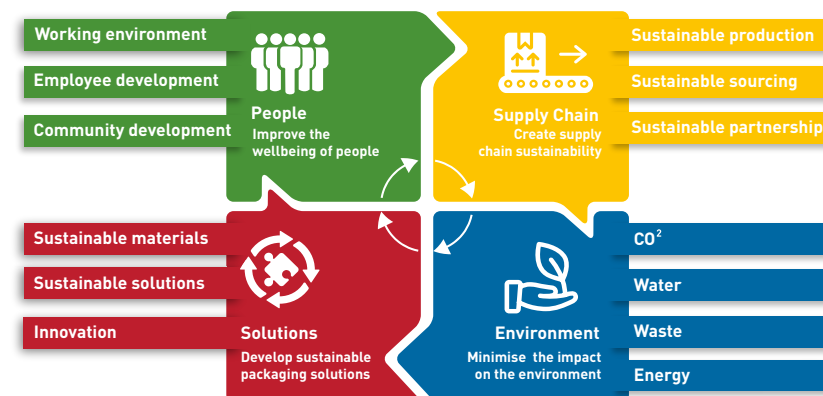 Working environment
Employee development
Community development
People
Improve the
wellbeing of people
Supply Chain
Create supply
chain sustainability
Sustainable production
Sustainable sourcing
Sustainable partnership
Sustainable materials
Sustainable solutions
Innovation
Solutions
Develop sustainable
packaging solutions
Environment
Minimise the impact
on the environment
CO²
Water
Waste
Energy